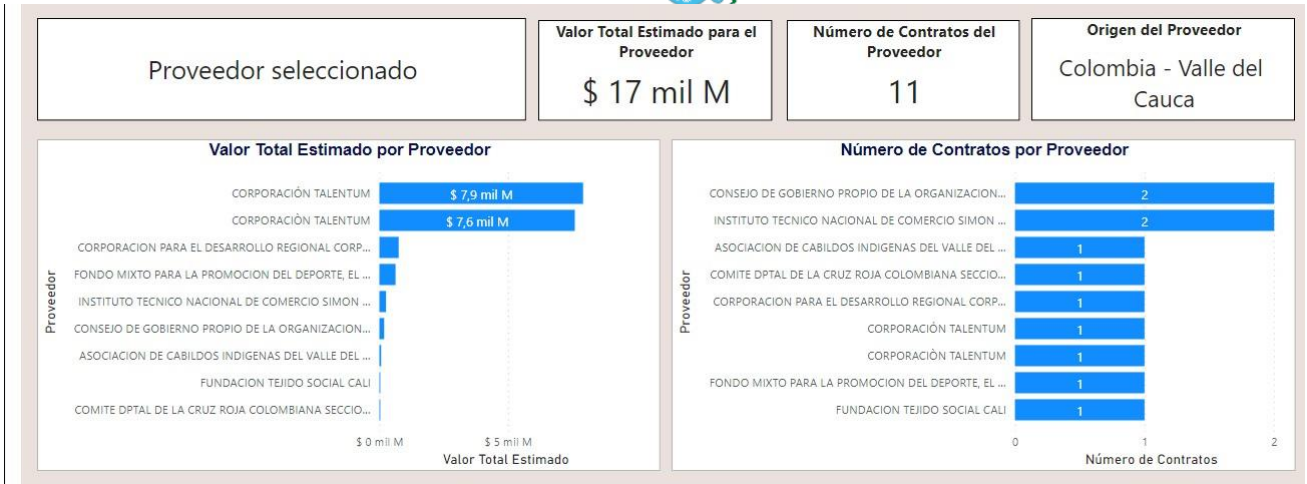 Proveedor seleccionado
Valor Total Estimado para el
Proveedor
$ 17 mil M
Número de Contratos del
Proveedor
11
Origen del Proveedor
Colombia - Valle del
Cauca
Valor Total Estimado por Proveedor
Proveedor
CORPORACIÓN TALENTUM
$ 7,9 mil M
CORPORACIÒN TALENTUM
$ 7,6 mil M
CORPORACION PARA EL DESARROLLO REGIONAL CORP...
FONDO MIXTO PARA LA PROMOCION DEL DEPORTE, EL ...
INSTITUTO TECNICO NACIONAL DE COMERCIO SIMON ...
CONSEJO DE GOBIERNO PROPIO DE LA ORGANIZACION...
ASOCIACION DE CABILDOS INDIGENAS DEL VALLE DEL ...
FUNDACION TEJIDO SOCIAL CALI
COMITE DPTAL DE LA CRUZ ROJA COLOMBIANA SECCIO...
$ 0 mil M
$ 5 mil M
Valor Total Estimado
Número de Contratos por Proveedor
Proveedor
CONSEJO DE GOBIERNO PROPIO DE LA ORGANIZACION...
2
INSTITUTO TECNICO NACIONAL DE COMERCIO SIMON ...
2
ASOCIACION DE CABILDOS INDIGENAS DEL VALLE DEL ...
1
COMITE DPTAL DE LA CRUZ ROJA COLOMBIANA SECCIO...
1
CORPORACION PARA EL DESARROLLO REGIONAL CORP...
1
CORPORACIÓN TALENTUM
1
CORPORACIÒN TALENTUM
1
FONDO MIXTO PARA LA PROMOCION DEL DEPORTE, EL ...
1
FUNDACION TEJIDO SOCIAL CALI
1
0
1
2
Número de Contratos